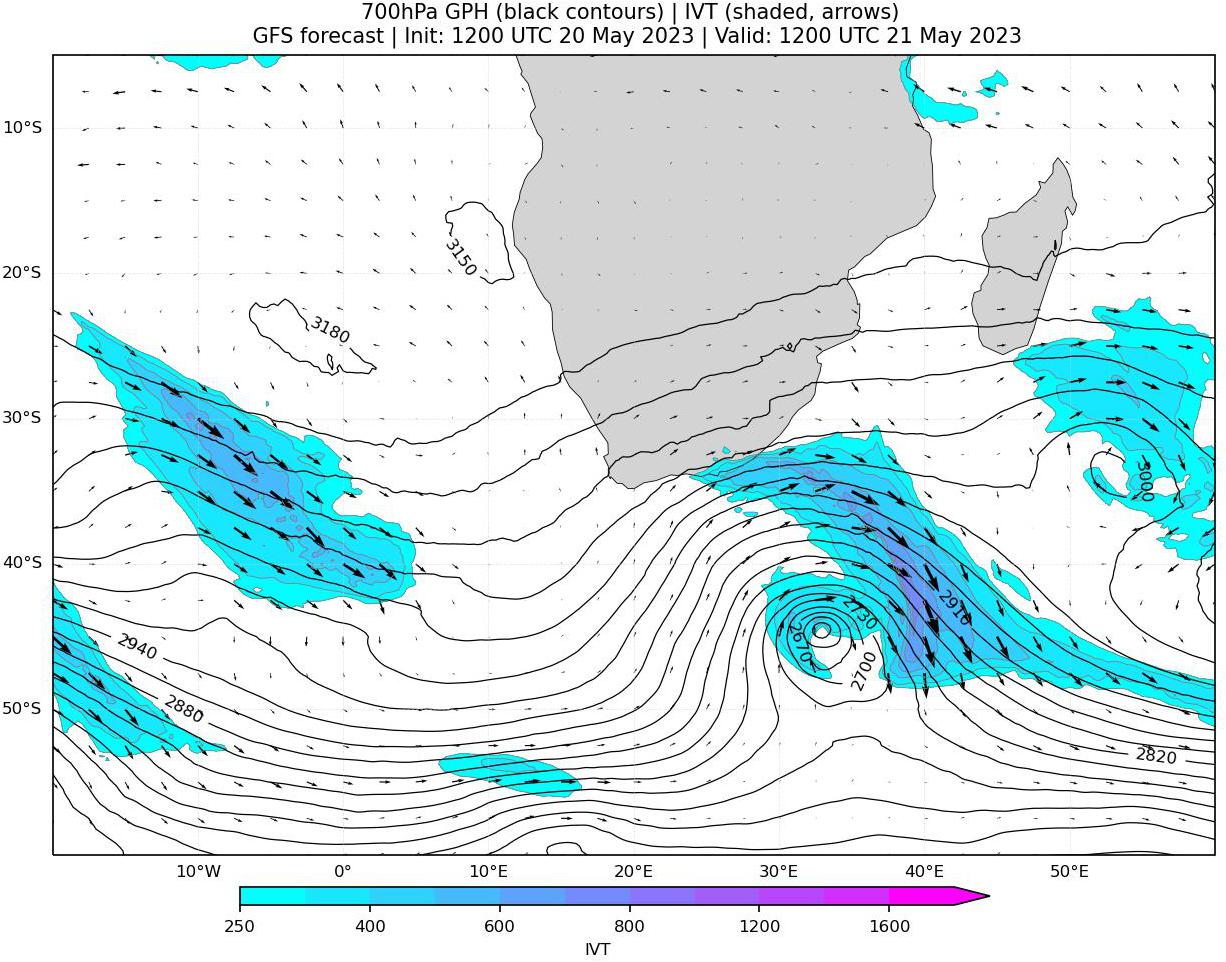 700hPa GPH (black contours) | IVT (shaded, arrows)
GFS forecast | Init: 1200 UTC 20 May 2023 | Valid: 1200 UTC 21 May 2023
10°S
3150
20°S
3180
30°S
3000
40°S
2910
2730
2670
2940
2700
2880
50°S
2820
10°W 0° 10°E 20°E 30°E 40°E 50°E
250 400 600 800 1200 1600
IVT